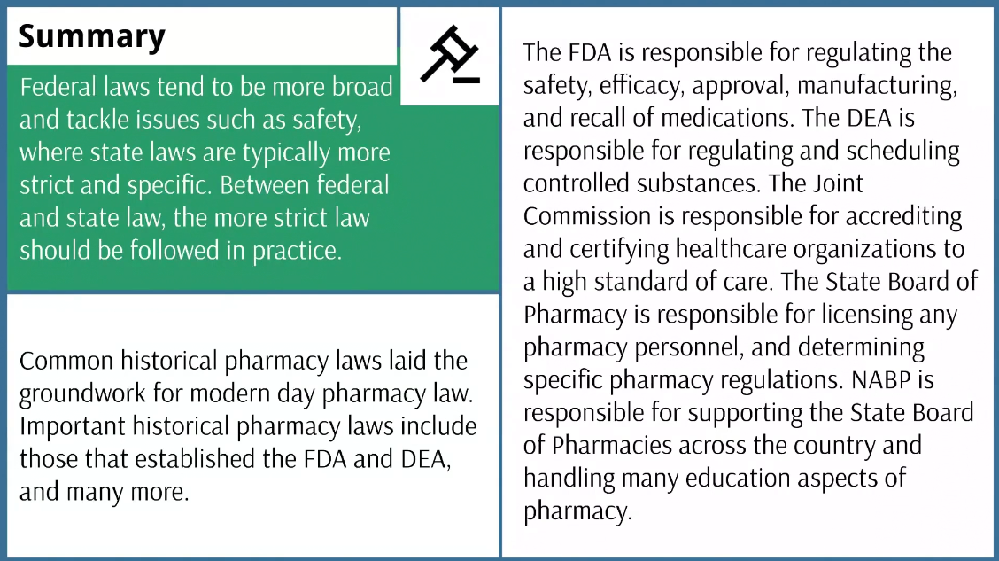 Summary
Federal laws tend to be more broad
and tackle issues such as safety,
where state laws are typically more
strict and specific. Between federal
and state law, the more strict law
should be followed in practice.
Common historical pharmacy laws laid the
groundwork for modern day pharmacy law.
Important historical pharmacy laws include
those that established the FDA and DEA,
and many more.
The FDA is responsible for regulating the
safety, efficacy, approval, manufacturing,
and recall of medications. The DEA is
responsible for regulating and scheduling
controlled substances. The Joint
Commission is responsible for accrediting
and certifying healthcare organizations to
a high standard of care. The State Board of
Pharmacy is responsible for licensing any
pharmacy personnel, and determining
specific pharmacy regulations. NABP is
responsible for supporting the State Board
of Pharmacies across the country and
handling many education aspects of
pharmacy.